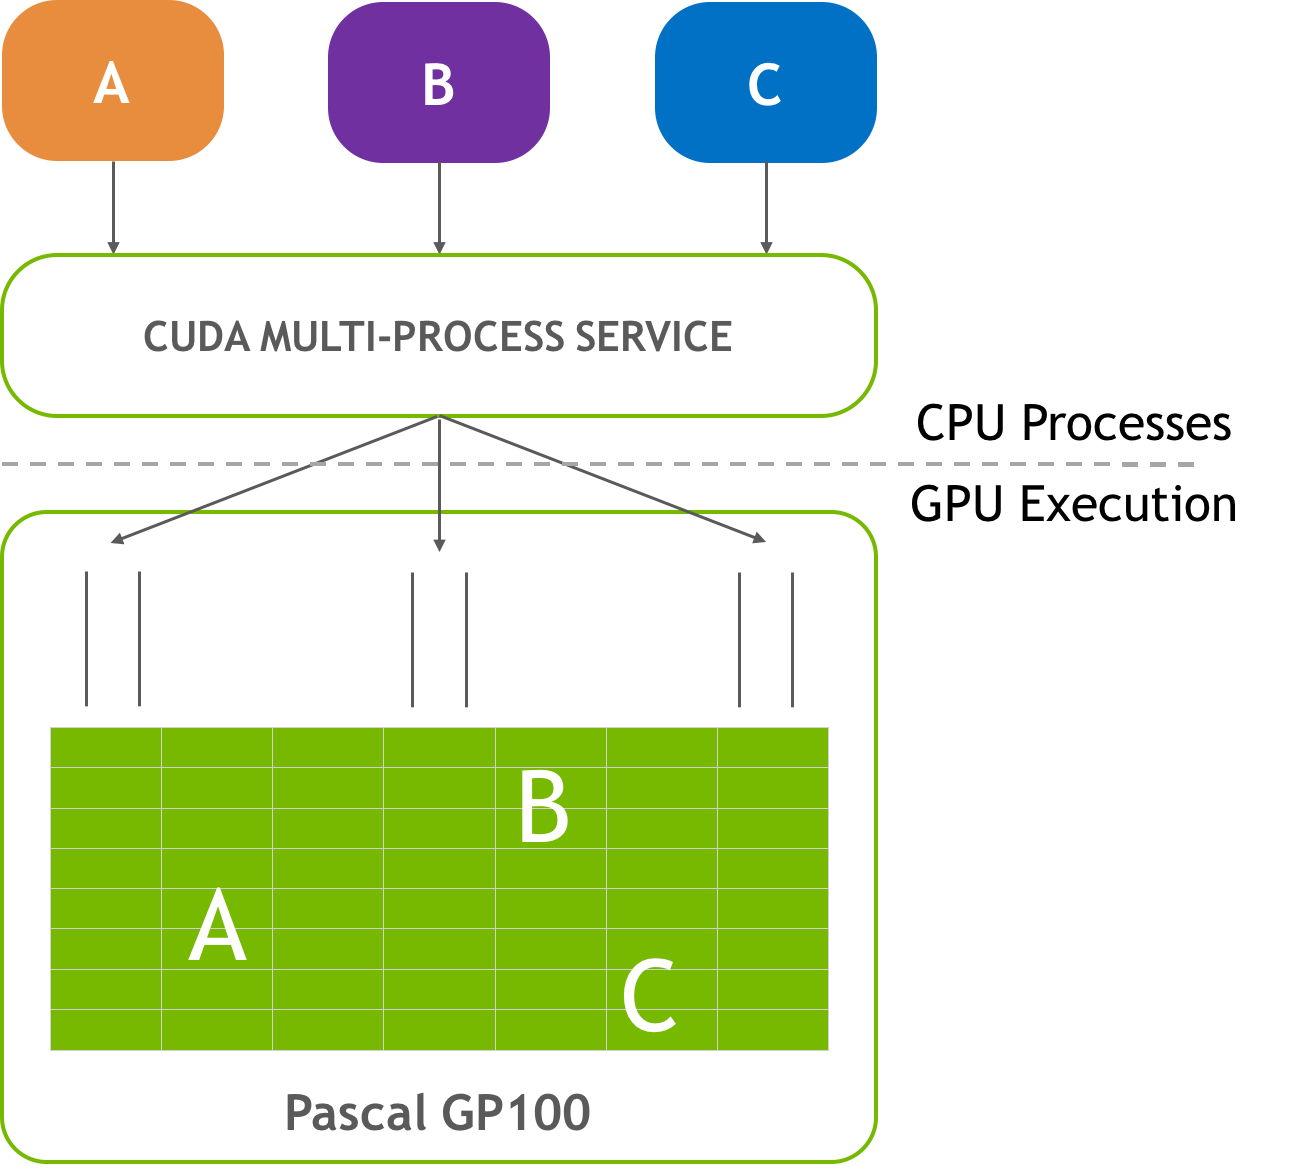 A
B
C
CUDA MULTI-PROCESS SERVICE
CPU Processes
GPU Execution
B
A
C
Pascal GP100